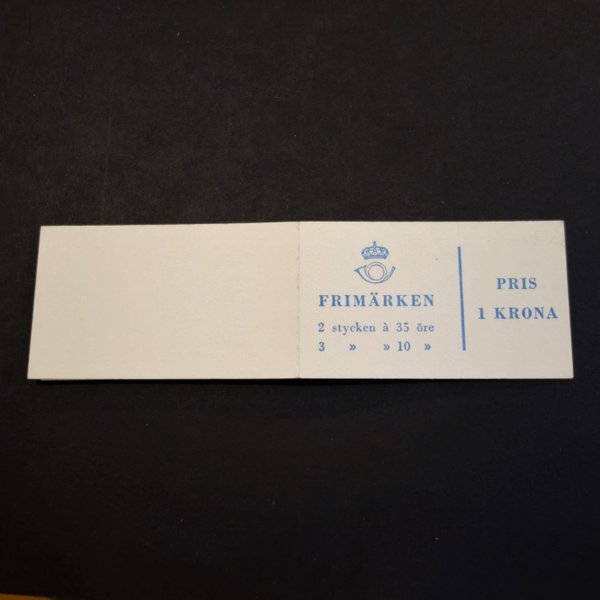 FRIMÄRKEN
2 stycken à 35 öre
3 » » 10 »
PRIS
1 KRONA